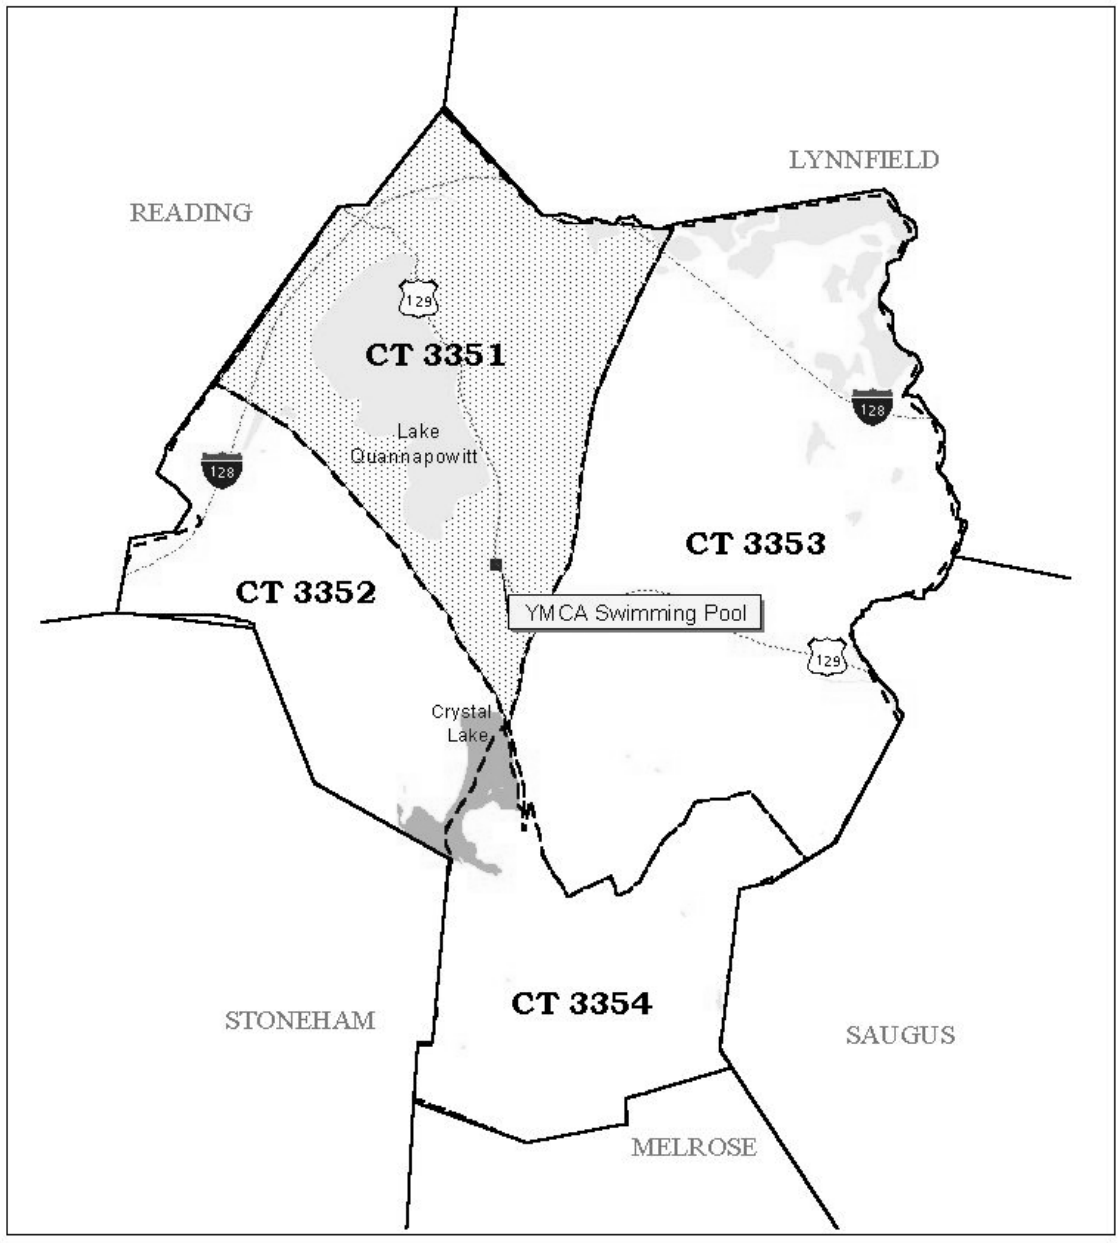 LYNNFIELD
READING
129
CT 3351
128
Lake
Quannapowitt
128
CT 3353
CT 3352
YMCA Swimming Pool
129
Crystal
Lake
CT 3354
STONEHAM
SAUGUS
MELROSE